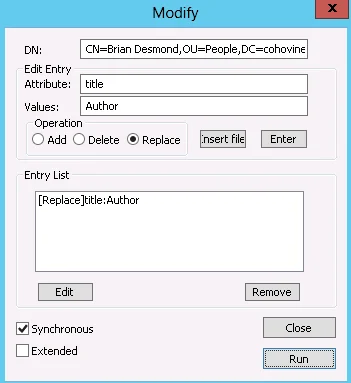 Modify
x
DN: CN=Brian Desmond,OU=People,DC=cohovine
Edit Entry
Attribute: title
Values: Author
Operation
Add Delete Replace Insert file Enter
Entry List
[Replace]title:Author
Edit Remove
Synchronous Close
Extended
Run